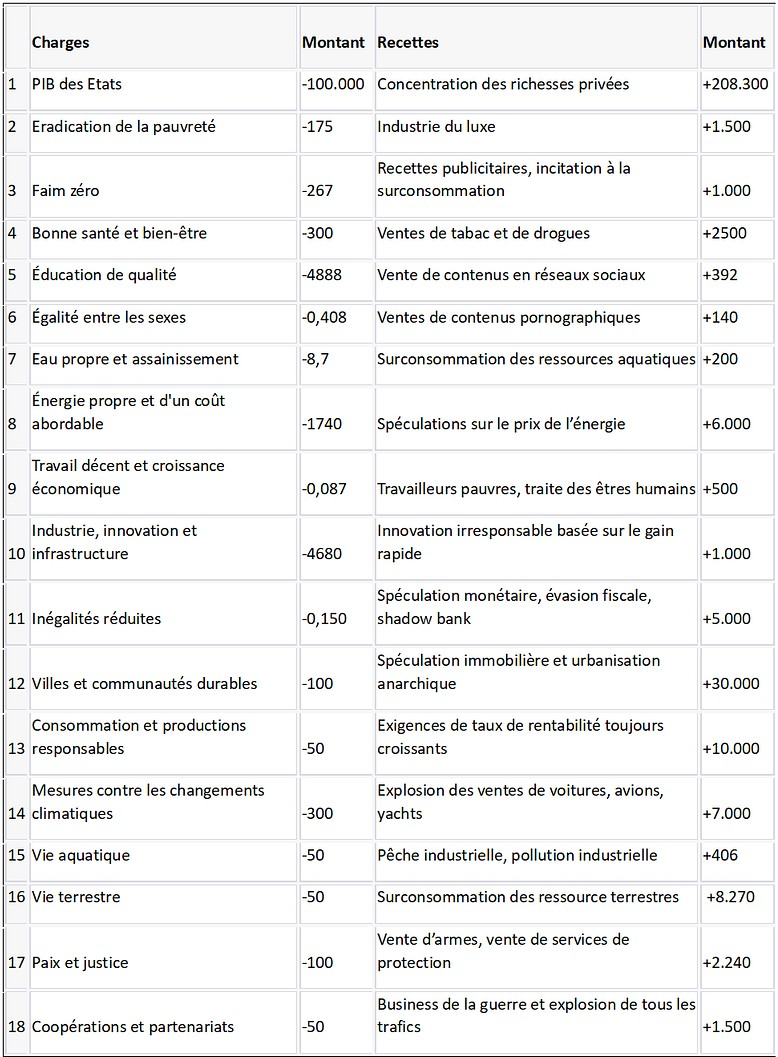 Charges Montant Recettes Montant
1 PIB des Etats -100.000 Concentration des richesses privées +208.300
2 Eradication de la pauvreté -175 Industrie du luxe +1.500
Recettes publicitaires, incitation à la
3 Faim zéro -267 surconsommation +1.000
4 Bonne santé et bien-être -300 Ventes de tabac et de drogues +2500
5 Éducation de qualité -4888 Vente de contenus en réseaux sociaux +392
6 Égalité entre les sexes -0,408 Ventes de contenus pornographiques +140
7 Eau propre et assainissement -8,7 Surconsommation des ressources aquatiques +200
Énergie propre et d'un coût
8 abordable -1740 Spéculations sur le prix de l’énergie +6.000
Travail décent et croissance
9 économique -0,087 Travailleurs pauvres, traite des êtres humains +500
Industrie, innovation et Innovation irresponsable basée sur le gain
10 infrastructure -4680 rapide +1.000
Spéculation monétaire, évasion fiscale,
11 Inégalités réduites -0,150 shadow bank +5.000
Spéculation immobilière et urbanisation
12 Villes et communautés durables -100 anarchique +30.000
Consommation et productions Exigences de taux de rentabilité toujours
13 responsables -50 croissants +10.000
Mesures contre les changements Explosion des ventes de voitures, avions,
14 climatiques -300 yachts +7.000
15 Vie aquatique -50 Pêche industrielle, pollution industrielle +406
16 Vie terrestre -50 Surconsommation des ressource terrestres +8.270
Vente d’armes, vente de services de
17 Paix et justice -100 protection +2.240
Business de la guerre et explosion de tous les
18 Coopérations et partenariats -50 trafics +1.500